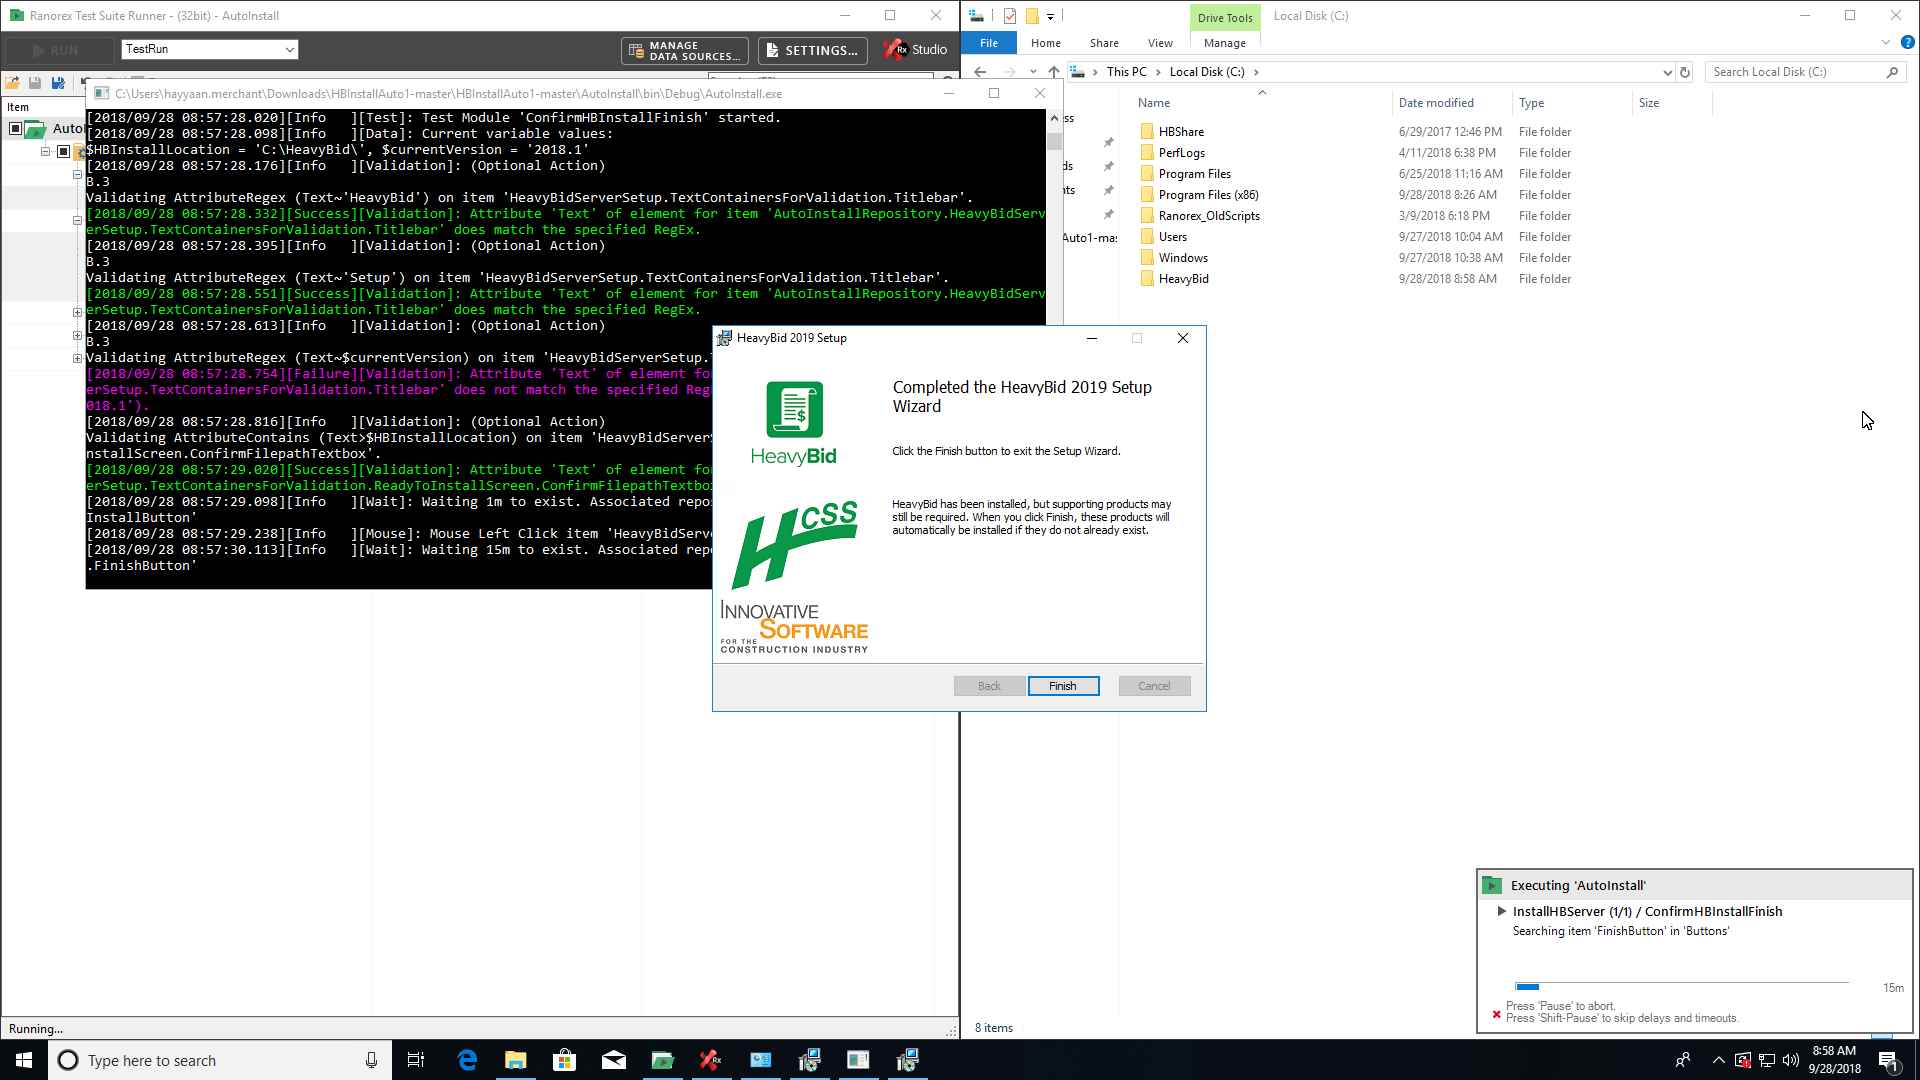 Ranorex Test Suite Runner - (32bit) - AutoInstall
RUN
TestRun
MANAGE
DATA SOURCES...
SETTINGS...
Rx
Studio
Item
Auto
C:\Users\hayyaan.merchant\Downloads\HBInstallAuto1-master\HBInstallAuto1-master\AutoInstall\bin\Debug\AutoInstall.exe
[2018/09/28 08:57:28.020][Info   ][Test]: Test Module 'ConfirmHBInstallFinish' started.
[2018/09/28 08:57:28.098][Info   ][Data]: Current variable values:
$HBInstallLocation = 'C:\HeavyBid\', $currentVersion = '2018.1'
[2018/09/28 08:57:28.176][Info   ][Validation]: (Optional Action)
B.3
Validating AttributeRegex (Text~'HeavyBid') on item 'HeavyBidServerSetup.TextContainersForValidation.Titlebar'.
[2018/09/28 08:57:28.332][Success][Validation]: Attribute 'Text' of element for item 'AutoInstallRepository.HeavyBidServ
erSetup.TextContainersForValidation.Titlebar' does match the specified RegEx.
[2018/09/28 08:57:28.395][Info   ][Validation]: (Optional Action)
B.3
Validating AttributeRegex (Text~'Setup') on item 'HeavyBidServerSetup.TextContainersForValidation.Titlebar'.
[2018/09/28 08:57:28.551][Success][Validation]: Attribute 'Text' of element for item 'AutoInstallRepository.HeavyBidServ
erSetup.TextContainersForValidation.Titlebar' does match the specified RegEx.
[2018/09/28 08:57:28.613][Info   ][Validation]: (Optional Action)
B.3
Validating AttributeRegex (Text~$currentVersion) on item 'HeavyBidServerSetup.
[2018/09/28 08:57:28.754][Failure][Validation]: Attribute 'Text' of element fo
erSetup.TextContainersForValidation.Titlebar' does not match the specified Reg
018.1').
[2018/09/28 08:57:28.816][Info   ][Validation]: (Optional Action)
Validating AttributeContains (Text>$HBInstallLocation) on item 'HeavyBidServerS
nstallScreen.ConfirmFilepathTextbox'.
[2018/09/28 08:57:29.020][Success][Validation]: Attribute 'Text' of element fo
erSetup.TextContainersForValidation.ReadyToInstallScreen.ConfirmFilepathTextbox
[2018/09/28 08:57:29.098][Info   ][Wait]: Waiting 1m to exist. Associated repo
InstallButton'
[2018/09/28 08:57:29.238][Info   ][Mouse]: Mouse Left Click item 'HeavyBidServe
[2018/09/28 08:57:30.113][Info   ][Wait]: Waiting 15m to exist. Associated repo
.FinishButton'
Running...
Drive Tools
Local Disk (C:)
File
Home
Share
View
Manage
This PC
Local Disk (C:)
Search Local Disk (C:)
ss
ds
nts
Auto1-mas
Name
Date modified
Type
Size
HBShare 6/29/2017 12:46 PM File folder
PerfLogs 4/11/2018 6:38 PM File folder
Program Files 6/25/2018 11:16 AM File folder
Program Files (x86) 9/28/2018 8:26 AM File folder
Ranorex_OldScripts 3/9/2018 6:18 PM File folder
Users 9/27/2018 10:04 AM File folder
Windows 9/27/2018 10:38 AM File folder
HeavyBid 9/28/2018 8:58 AM File folder
8 items
HeavyBid 2019 Setup
HeavyBid
HCSS
INNOVATIVE
SOFTWARE
FOR THE
CONSTRUCTION INDUSTRY
Completed the HeavyBid 2019 Setup
Wizard
Click the Finish button to exit the Setup Wizard.
HeavyBid has been installed, but supporting products may
still be required. When you click Finish, these products will
automatically be installed if they do not already exist.
Back
Finish
Cancel
Executing 'AutoInstall'
InstallHBServer (1/1) / ConfirmHBInstallFinish
Searching item 'FinishButton' in 'Buttons'
15m
Press 'Pause' to abort.
Press 'Shift-Pause' to skip delays and timeouts.
Type here to search
8:58 AM
9/28/2018
1